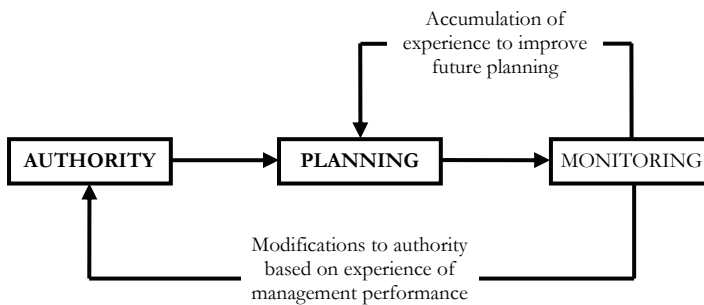 Accumulation of
experience to improve
future planning
AUTHORITY
PLANNING
MONITORING
Modifications to authority
based on experience of
management performance